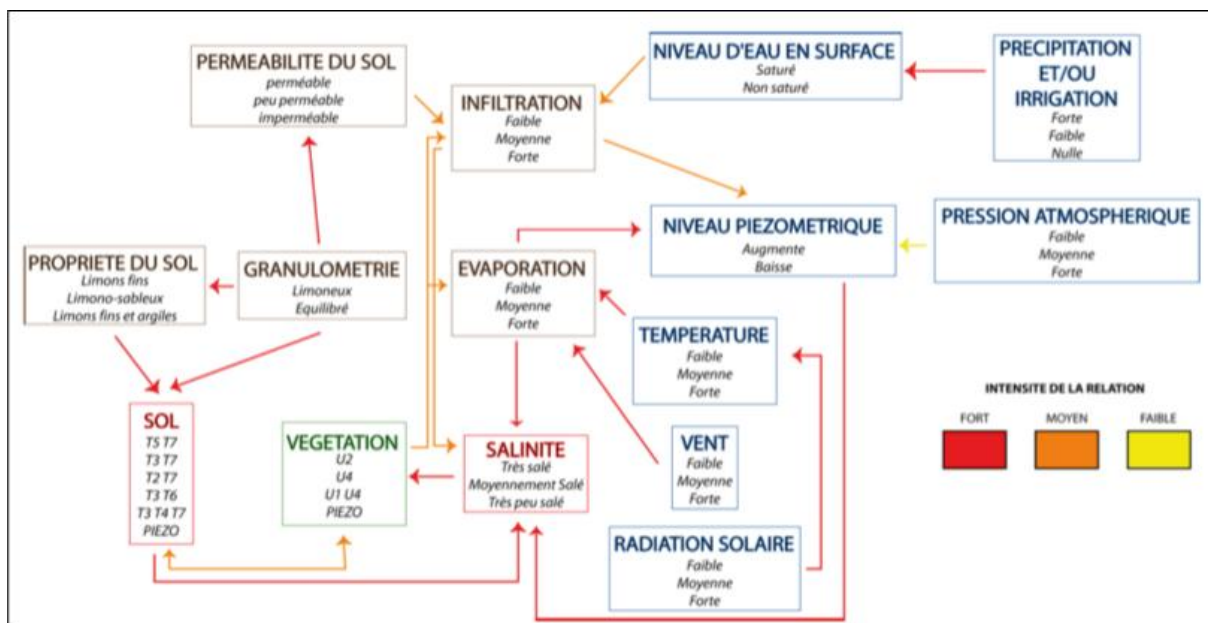 PERMEABILITE DU SOL
perméable
peu perméable
imperméable
NIVEAU D'EAU EN SURFACE
Saturé
Non saturé
PRECIPITATION
ET/OU
IRRIGATION
Forte
Faible
Nulle
INFILTRATION
Faible
Moyenne
Forte
NIVEAU PIEZOMETRIQUE
Augmente
Baisse
PRESSION ATMOSPHERIQUE
Faible
Moyenne
Forte
PROPRIETE DU SOL
Limons fins
Limono-sableux
Limons fins et argiles
GRANULOMETRIE
Limoneux
Equilibré
EVAPORATION
Faible
Moyenne
Forte
TEMPERATURE
Faible
Moyenne
Forte
INTENSITE DE LA RELATION
FORT
MOYEN
FAIBLE
SOL
T5 T7
T3 T7
T2 T7
T3 T6
T3 T4 T7
PIEZO
VEGETATION
U2
U4
U1 U4
PIEZO
SALINITE
Très salé
Moyennement Salé
Très peu salé
VENT
Faible
Moyenne
Forte
RADIATION SOLAIRE
Faible
Moyenne
Forte